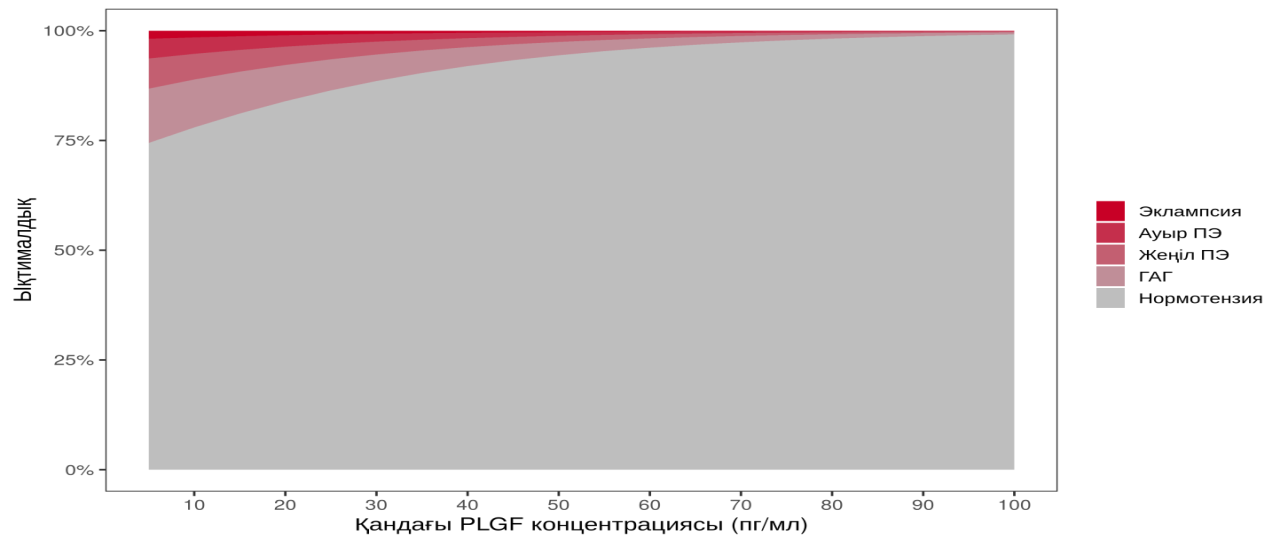 Ықтималдық
100%
75%
50%
25%
0%
10 20 30 40 50 60 70 80 90 100
Қандағы PLGF концентрациясы (пг/мл)
Эклампсия
Ауыр ПЭ
Жеңіл ПЭ
ГАГ
Нормотензия